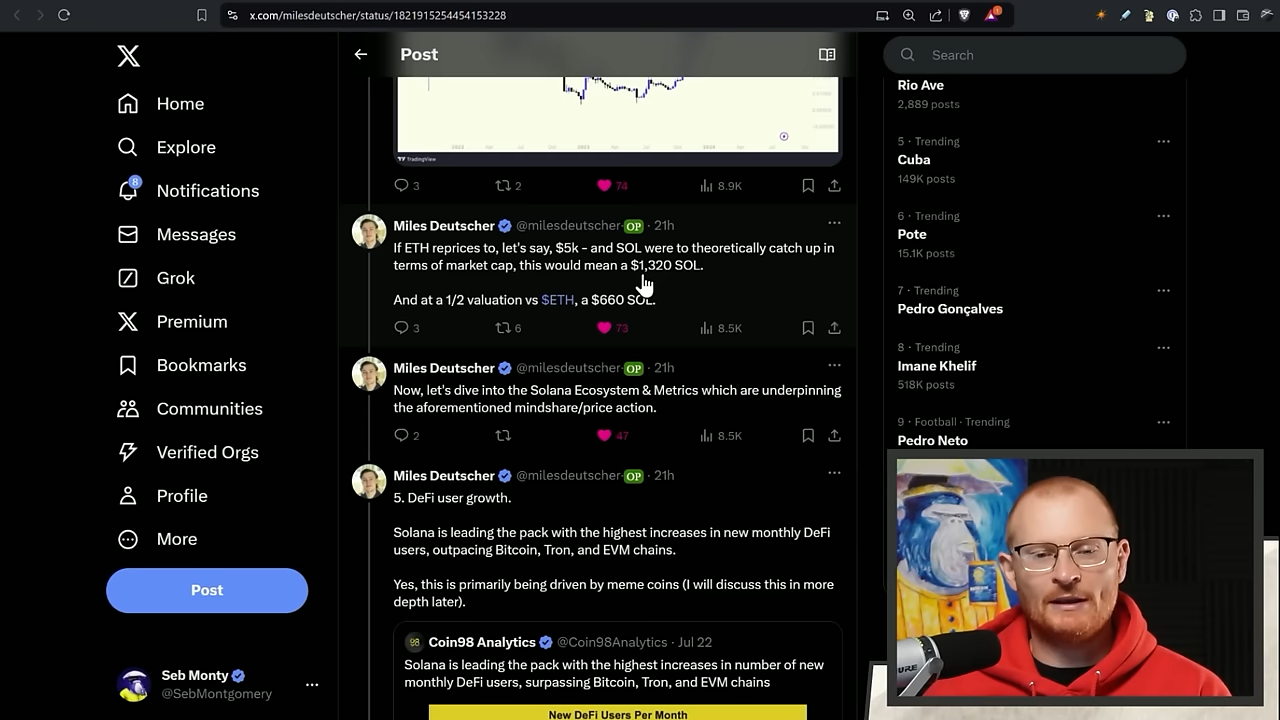 x.com/milesdeutscher/status/1821915254454153228
Home
Explore
8
Notifications
Messages
Grok
Premium
Bookmarks
Communities
Verified Orgs
Profile
More
Post
Seb Monty
@SebMontgomery
Post
TradingView
3
2
74
8.9K
Miles Deutscher @milesdeutscher OP · 21h
If ETH reprices to, let's say, $5k - and SOL were to theoretically catch up in
terms of market cap, this would mean a $1,320 SOL.
And at a 1/2 valuation vs $ETH, a $660 SOL.
3
6
73
8.5K
Miles Deutscher @milesdeutscher OP · 21h
Now, let's dive into the Solana Ecosystem & Metrics which are underpinning
the aforementioned mindshare/price action.
2
47
8.5K
Miles Deutscher @milesdeutscher OP · 21h
5. DeFi user growth.
Solana is leading the pack with the highest increases in new monthly DeFi
users, outpacing Bitcoin, Tron, and EVM chains.
Yes, this is primarily being driven by meme coins (I will discuss this in more
depth later).
Coin98 Analytics @Coin98Analytics · Jul 22
Solana is leading the pack with the highest increases in number of new
monthly DeFi users, surpassing Bitcoin, Tron, and EVM chains
New DeFi Users Per Month
Search
Rio Ave
2,889 posts
5 · Trending
Cuba
149K posts
6 · Trending
Pote
15.1K posts
7 · Trending
Pedro Gonçalves
8 · Trending
Imane Khelif
518K posts
9 · Football · Trending
Pedro Neto